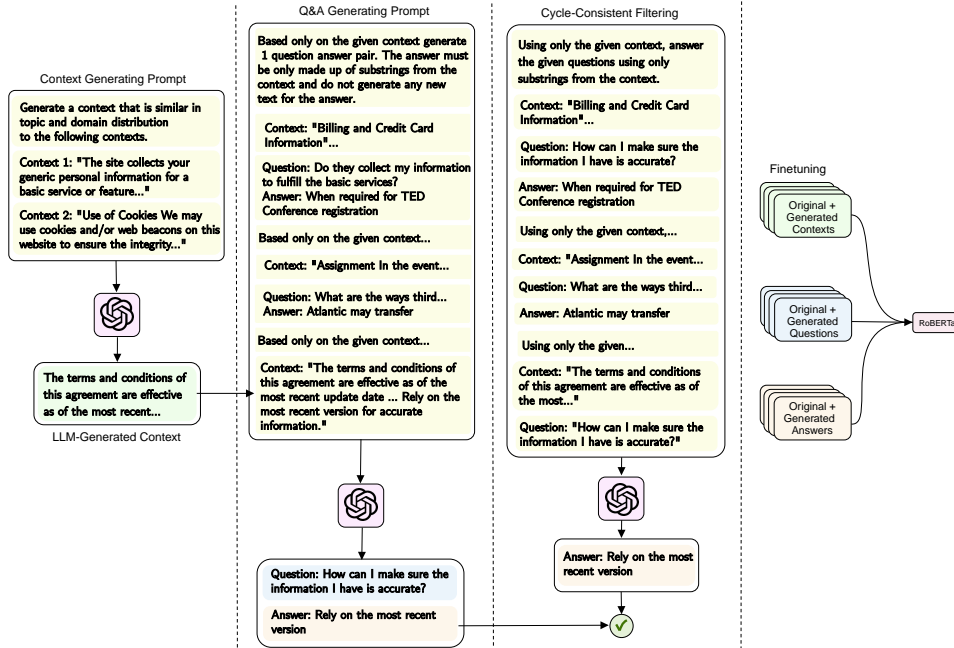 Context Generating Prompt
Generate a context that is similar in
topic and domain distribution
to the following contexts.
Context 1: "The site collects your
generic personal information for a
basic service or feature..."
Context 2: "Use of Cookies We may
use cookies and/or web beacons on this
website to ensure the integrity..."
The terms and conditions of
this agreement are effective
as of the most recent...
LLM-Generated Context
Q&A Generating Prompt
Based only on the given context generate
1 question answer pair. The answer must
be only made up of substrings from the
context and do not generate any new
text for the answer.
Context: "Billing and Credit Card
Information"...
Question: Do they collect my information
to fulfill the basic services?
Answer: When required for TED
Conference registration
Based only on the given context...
Context: "Assignment In the event...
Question: What are the ways third...
Answer: Atlantic may transfer
Based only on the given context...
Context: "The terms and conditions of
this agreement are effective as of the
most recent update date ... Rely on the
most recent version for accurate
information."
Question: How can I make sure the
information I have is accurate?
Answer: Rely on the most recent
version
Cycle-Consistent Filtering
Using only the given context, answer
the given questions using only
substrings from the context.
Context: "Billing and Credit Card
Information"...
Question: How can I make sure the
information I have is accurate?
Answer: When required for TED
Conference registration
Using only the given context,...
Context: "Assignment In the event...
Question: What are the ways third...
Answer: Atlantic may transfer
Using only the given...
Context: "The terms and conditions
of this agreement are effective as of
the most..."
Question: "How can I make sure the
information I have is accurate?"
Answer: Rely on the most
recent version
Finetuning
Original +
Generated
Contexts
Original +
Generated
Questions
Original +
Generated
Answers
RoBERTa